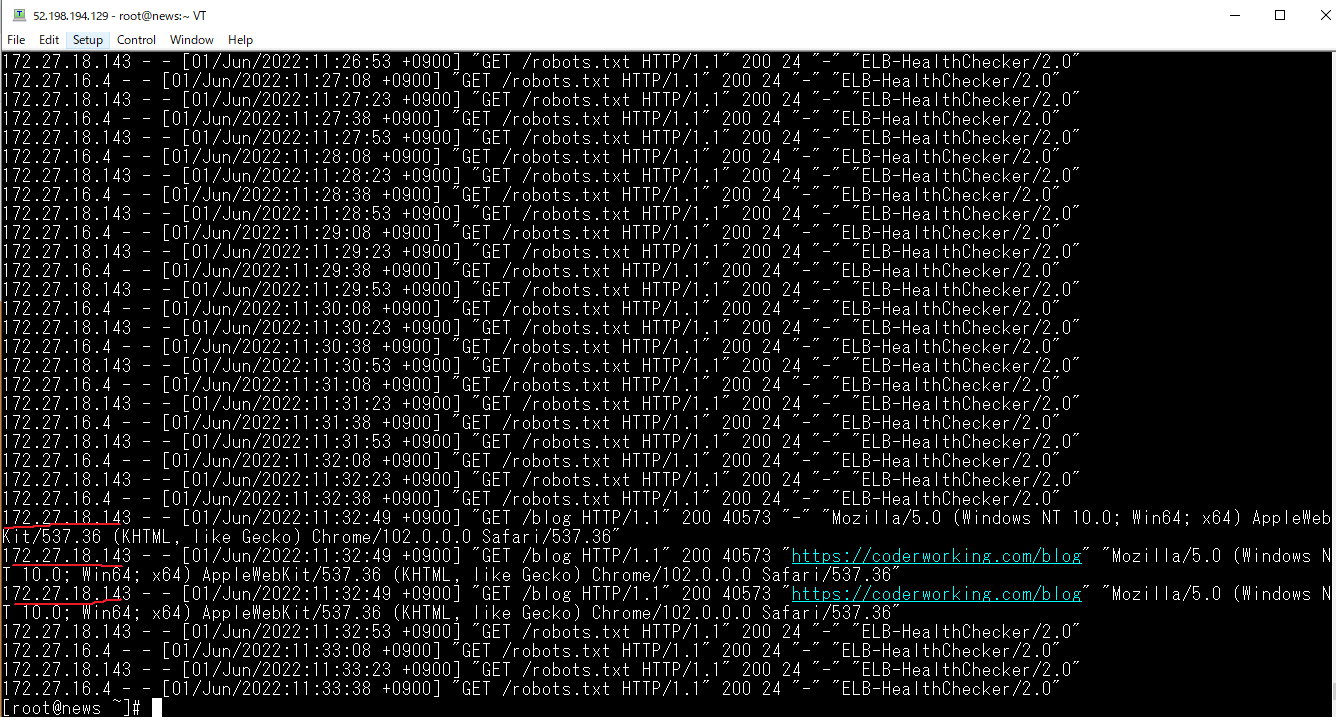 52.198.194.129 - root@news:~ VT
File Edit Setup Control Window Help
172.27.18.143 - - [01/Jun/2022:11:26:53 +0900] "GET /robots.txt HTTP/1.1" 200 24 "-" "ELB-HealthChecker/2.0"
172.27.16.4 - - [01/Jun/2022:11:27:08 +0900] "GET /robots.txt HTTP/1.1" 200 24 "-" "ELB-HealthChecker/2.0"
172.27.18.143 - - [01/Jun/2022:11:27:23 +0900] "GET /robots.txt HTTP/1.1" 200 24 "-" "ELB-HealthChecker/2.0"
172.27.16.4 - - [01/Jun/2022:11:27:38 +0900] "GET /robots.txt HTTP/1.1" 200 24 "-" "ELB-HealthChecker/2.0"
172.27.18.143 - - [01/Jun/2022:11:27:53 +0900] "GET /robots.txt HTTP/1.1" 200 24 "-" "ELB-HealthChecker/2.0"
172.27.16.4 - - [01/Jun/2022:11:28:08 +0900] "GET /robots.txt HTTP/1.1" 200 24 "-" "ELB-HealthChecker/2.0"
172.27.18.143 - - [01/Jun/2022:11:28:23 +0900] "GET /robots.txt HTTP/1.1" 200 24 "-" "ELB-HealthChecker/2.0"
172.27.16.4 - - [01/Jun/2022:11:28:38 +0900] "GET /robots.txt HTTP/1.1" 200 24 "-" "ELB-HealthChecker/2.0"
172.27.18.143 - - [01/Jun/2022:11:28:53 +0900] "GET /robots.txt HTTP/1.1" 200 24 "-" "ELB-HealthChecker/2.0"
172.27.16.4 - - [01/Jun/2022:11:29:08 +0900] "GET /robots.txt HTTP/1.1" 200 24 "-" "ELB-HealthChecker/2.0"
172.27.18.143 - - [01/Jun/2022:11:29:23 +0900] "GET /robots.txt HTTP/1.1" 200 24 "-" "ELB-HealthChecker/2.0"
172.27.16.4 - - [01/Jun/2022:11:29:38 +0900] "GET /robots.txt HTTP/1.1" 200 24 "-" "ELB-HealthChecker/2.0"
172.27.18.143 - - [01/Jun/2022:11:29:53 +0900] "GET /robots.txt HTTP/1.1" 200 24 "-" "ELB-HealthChecker/2.0"
172.27.16.4 - - [01/Jun/2022:11:30:08 +0900] "GET /robots.txt HTTP/1.1" 200 24 "-" "ELB-HealthChecker/2.0"
172.27.18.143 - - [01/Jun/2022:11:30:23 +0900] "GET /robots.txt HTTP/1.1" 200 24 "-" "ELB-HealthChecker/2.0"
172.27.16.4 - - [01/Jun/2022:11:30:38 +0900] "GET /robots.txt HTTP/1.1" 200 24 "-" "ELB-HealthChecker/2.0"
172.27.18.143 - - [01/Jun/2022:11:30:53 +0900] "GET /robots.txt HTTP/1.1" 200 24 "-" "ELB-HealthChecker/2.0"
172.27.16.4 - - [01/Jun/2022:11:31:08 +0900] "GET /robots.txt HTTP/1.1" 200 24 "-" "ELB-HealthChecker/2.0"
172.27.18.143 - - [01/Jun/2022:11:31:23 +0900] "GET /robots.txt HTTP/1.1" 200 24 "-" "ELB-HealthChecker/2.0"
172.27.16.4 - - [01/Jun/2022:11:31:38 +0900] "GET /robots.txt HTTP/1.1" 200 24 "-" "ELB-HealthChecker/2.0"
172.27.18.143 - - [01/Jun/2022:11:31:53 +0900] "GET /robots.txt HTTP/1.1" 200 24 "-" "ELB-HealthChecker/2.0"
172.27.16.4 - - [01/Jun/2022:11:32:08 +0900] "GET /robots.txt HTTP/1.1" 200 24 "-" "ELB-HealthChecker/2.0"
172.27.18.143 - - [01/Jun/2022:11:32:23 +0900] "GET /robots.txt HTTP/1.1" 200 24 "-" "ELB-HealthChecker/2.0"
172.27.16.4 - - [01/Jun/2022:11:32:38 +0900] "GET /robots.txt HTTP/1.1" 200 24 "-" "ELB-HealthChecker/2.0"
172.27.18.143 - - [01/Jun/2022:11:32:49 +0900] "GET /blog HTTP/1.1" 200 40573 "-" "Mozilla/5.0 (Windows NT 10.0; Win64; x64) AppleWeb
Kit/537.36 (KHTML, like Gecko) Chrome/102.0.0.0 Safari/537.36"
172.27.18.143 - - [01/Jun/2022:11:32:49 +0900] "GET /blog HTTP/1.1" 200 40573 "https://coderworking.com/blog" "Mozilla/5.0 (Windows N
T 10.0; Win64; x64) AppleWebKit/537.36 (KHTML, like Gecko) Chrome/102.0.0.0 Safari/537.36"
172.27.18.143 - - [01/Jun/2022:11:32:49 +0900] "GET /blog HTTP/1.1" 200 40573 "https://coderworking.com/blog" "Mozilla/5.0 (Windows N
T 10.0; Win64; x64) AppleWebKit/537.36 (KHTML, like Gecko) Chrome/102.0.0.0 Safari/537.36"
172.27.18.143 - - [01/Jun/2022:11:32:53 +0900] "GET /robots.txt HTTP/1.1" 200 24 "-" "ELB-HealthChecker/2.0"
172.27.16.4 - - [01/Jun/2022:11:33:08 +0900] "GET /robots.txt HTTP/1.1" 200 24 "-" "ELB-HealthChecker/2.0"
172.27.18.143 - - [01/Jun/2022:11:33:23 +0900] "GET /robots.txt HTTP/1.1" 200 24 "-" "ELB-HealthChecker/2.0"
172.27.16.4 - - [01/Jun/2022:11:33:38 +0900] "GET /robots.txt HTTP/1.1" 200 24 "-" "ELB-HealthChecker/2.0"
[root@news ~]#